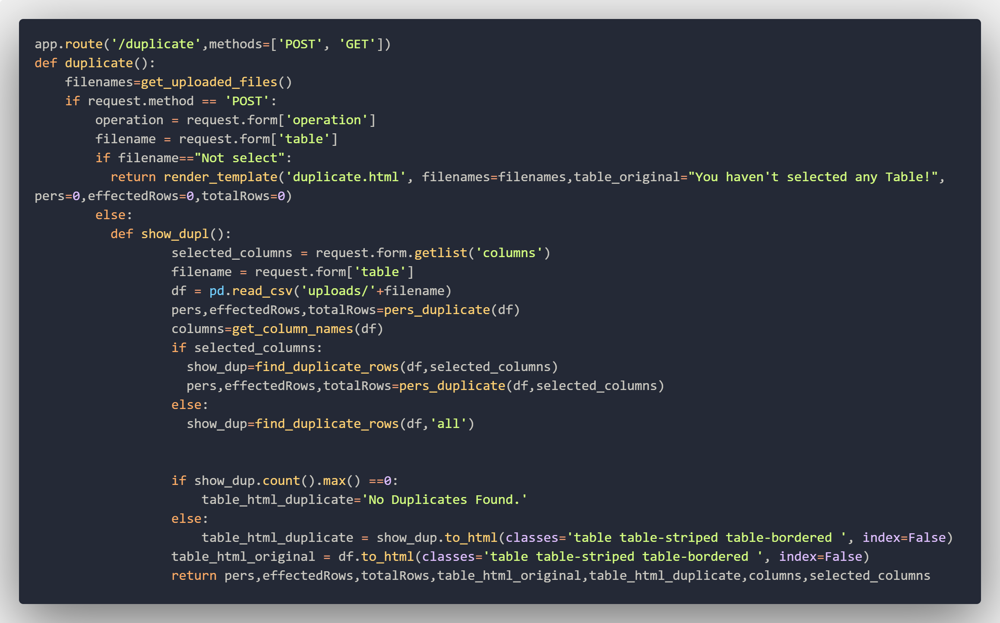 app.route('/duplicate',methods=['POST', 'GET'])
def duplicate():
    filenames=get_uploaded_files()
    if request.method == 'POST':
        operation = request.form['operation']
        filename = request.form['table']
        if filename=="Not select":
          return render_template('duplicate.html', filenames=filenames,table_original="You haven't selected any Table!",
pers=0,effectedRows=0,totalRows=0)
        else:
          def show_dupl():
                  selected_columns = request.form.getlist('columns')
                  filename = request.form['table']
                  df = pd.read_csv('uploads/'+filename)
                  pers,effectedRows,totalRows=pers_duplicate(df)
                  columns=get_column_names(df)
                  if selected_columns:
                    show_dup=find_duplicate_rows(df,selected_columns)
                    pers,effectedRows,totalRows=pers_duplicate(df,selected_columns)
                  else:
                    show_dup=find_duplicate_rows(df,'all')
                  if show_dup.count().max() ==0:
                      table_html_duplicate='No Duplicates Found.'
                  else:
                      table_html_duplicate = show_dup.to_html(classes='table table-striped table-bordered ', index=False)
                  table_html_original = df.to_html(classes='table table-striped table-bordered ', index=False)
                  return pers,effectedRows,totalRows,table_html_original,table_html_duplicate,columns,selected_columns